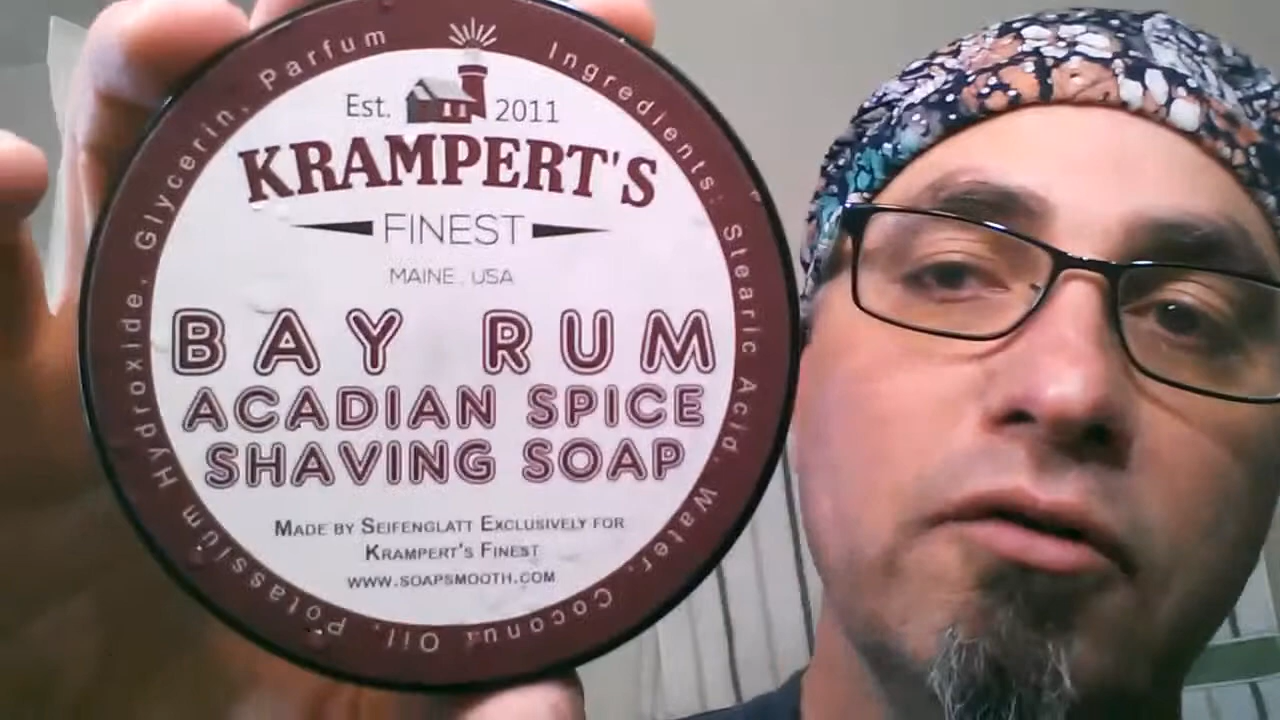 Est. 2011
KRAMPERT'S
FINEST
MAINE, USA
BAY RUM
ACADIAN SPICE
SHAVING SOAP
MADE BY SEIFENGLATT EXCLUSIVELY FOR
KRAMPERT'S FINEST
WWW.SOAPSMOOTH.COM
Ingredients: Stearic Acid, Water, Coconut Oil, Potassium Hydroxide, Glycerin, Parfum